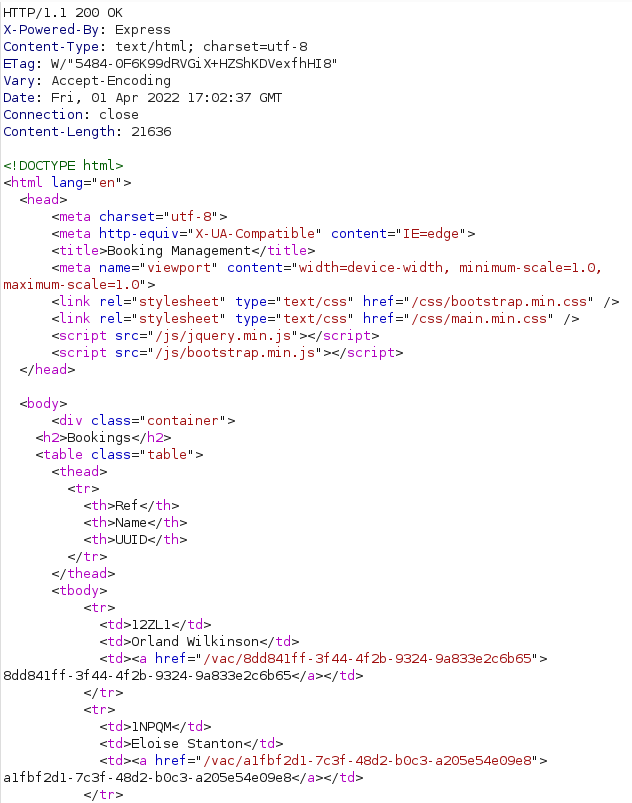 HTTP/1.1 200 OK
X-Powered-By: Express
Content-Type: text/html; charset=utf-8
ETag: W/"5484-0F6K99dRVGiX+HZShKDVexfhHI8"
Vary: Accept-Encoding
Date: Fri, 01 Apr 2022 17:02:37 GMT
Connection: close
Content-Length: 21636
<!DOCTYPE html>
<html lang="en">
<head>
<meta charset="utf-8">
<meta http-equiv="X-UA-Compatible" content="IE=edge">
<title>Booking Management</title>
<meta name="viewport" content="width=device-width, minimum-scale=1.0,
maximum-scale=1.0">
<link rel="stylesheet" type="text/css" href="/css/bootstrap.min.css" />
<link rel="stylesheet" type="text/css" href="/css/main.min.css" />
<script src="/js/jquery.min.js"></script>
<script src="/js/bootstrap.min.js"></script>
</head>
<body>
<div class="container">
<h2>Bookings</h2>
<table class="table">
<thead>
<tr>
<th>Ref</th>
<th>Name</th>
<th>UUID</th>
</tr>
</thead>
<tbody>
<tr>
<td>12ZL1</td>
<td>Orland Wilkinson</td>
<td><a href="/vac/8dd841ff-3f44-4f2b-9324-9a833e2c6b65">
8dd841ff-3f44-4f2b-9324-9a833e2c6b65</a></td>
</tr>
<tr>
<td>1NPQM</td>
<td>Eloise Stanton</td>
<td><a href="/vac/a1fbf2d1-7c3f-48d2-b0c3-a205e54e09e8">
a1fbf2d1-7c3f-48d2-b0c3-a205e54e09e8</a></td>
</tr>